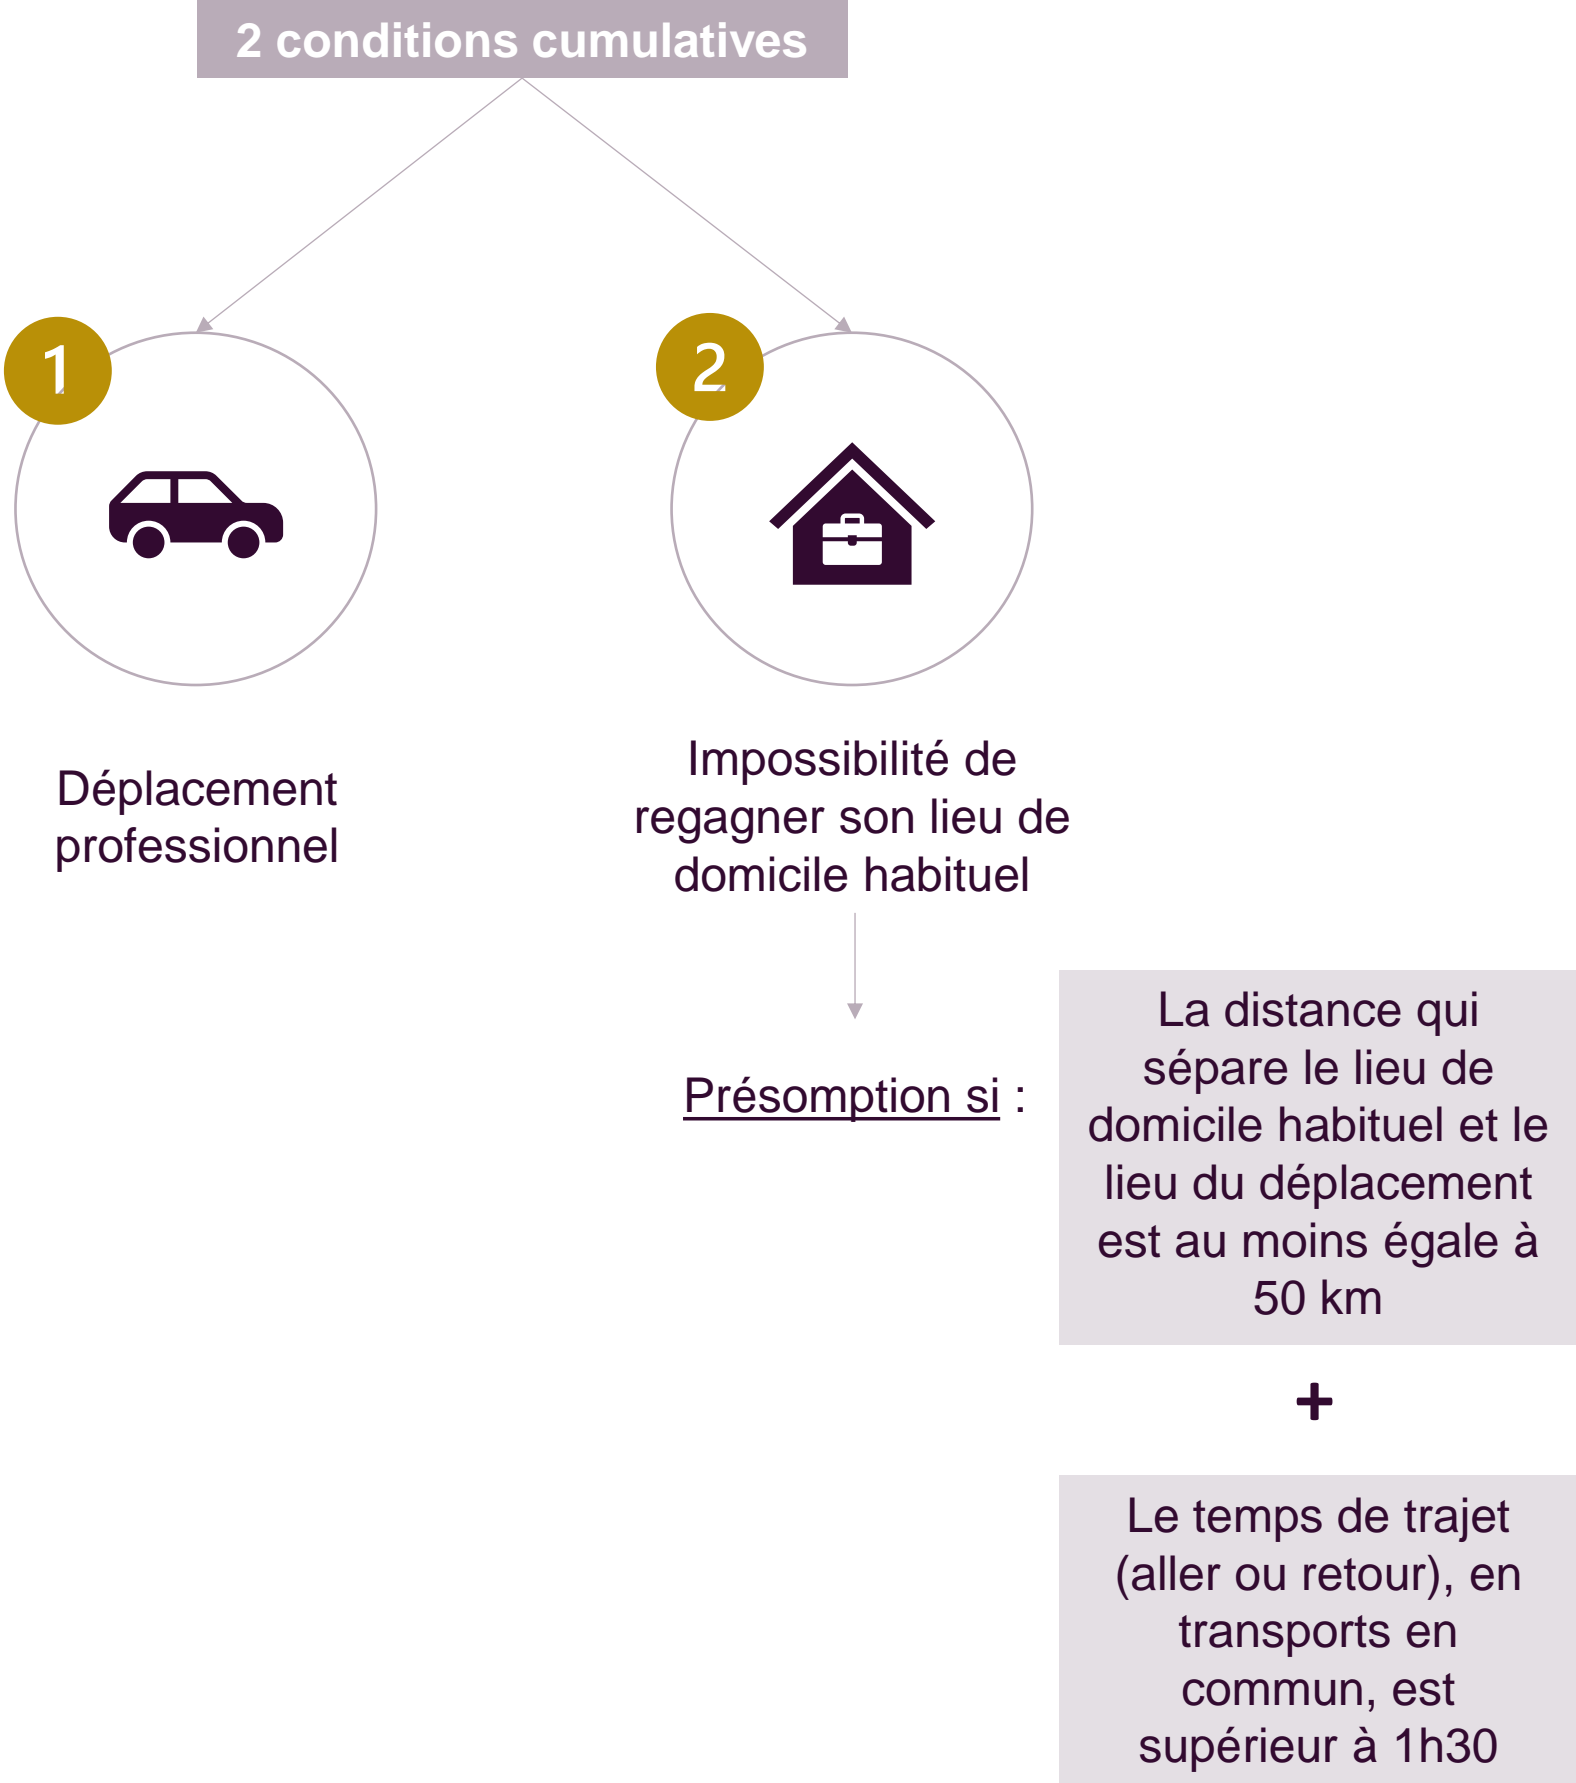 2 conditions cumulatives
1
2
Déplacement
professionnel
Impossibilité de
regagner son lieu de
domicile habituel
Présomption si :
La distance qui
sépare le lieu de
domicile habituel et le
lieu du déplacement
est au moins égale à
50 km
+
Le temps de trajet
(aller ou retour), en
transports en
commun, est
supérieur à 1h30